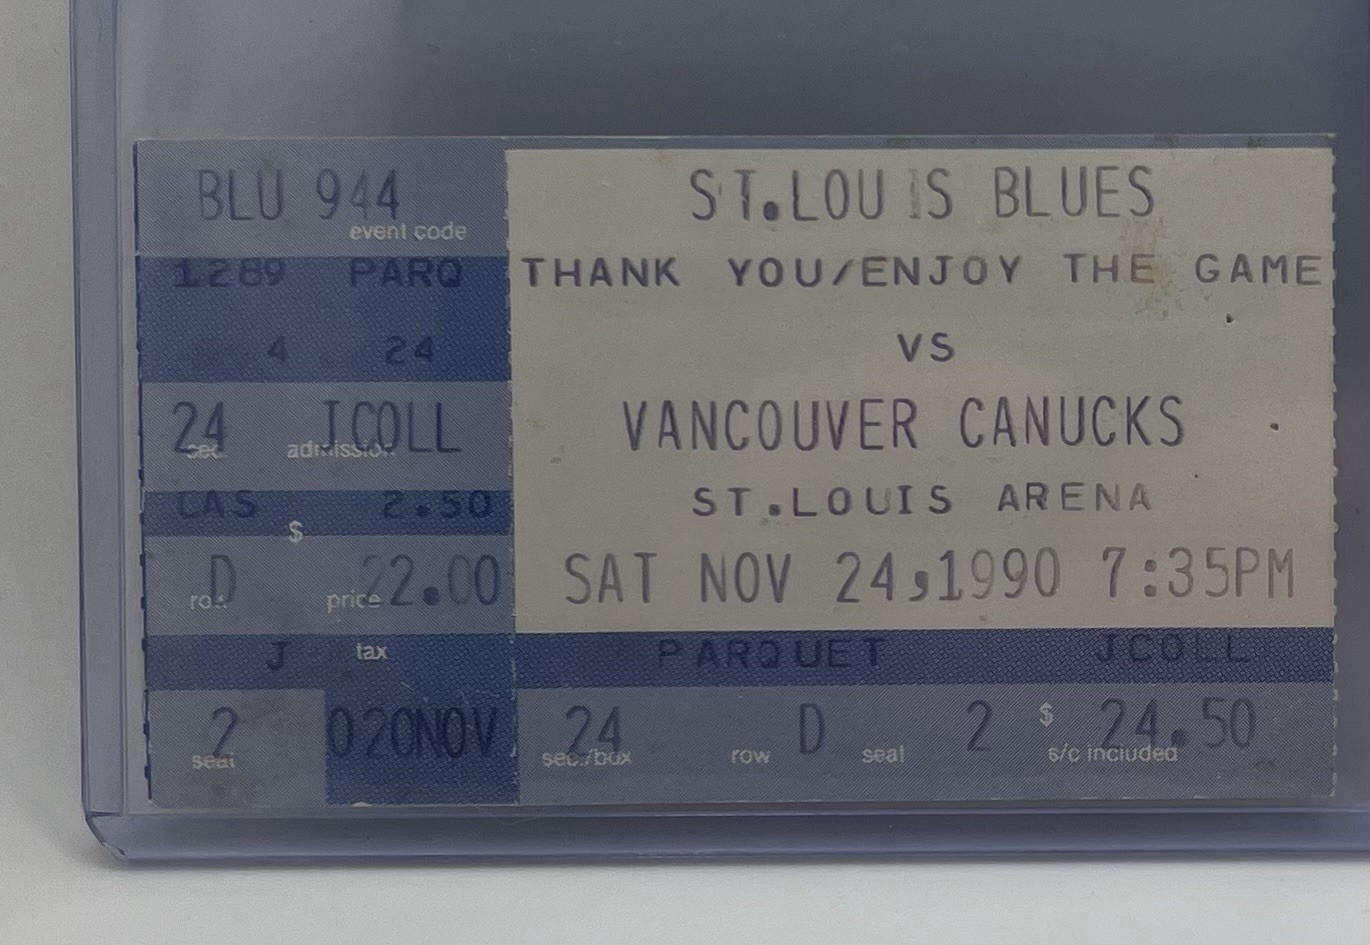 BLU 944
event code
1289 PARQ
4 24
24 JCOLL
sec admission
CAS 2.50
$
D 22.00
row price
J tax
2 020NOV
seat
ST.LOUIS BLUES
THANK YOU/ENJOY THE GAME
VS
VANCOUVER CANUCKS
ST.LOUIS ARENA
SAT NOV 24,1990 7:35PM
PARQUET JCOLL
24 D 2 $ 24.50
sec./box row seat s/c included